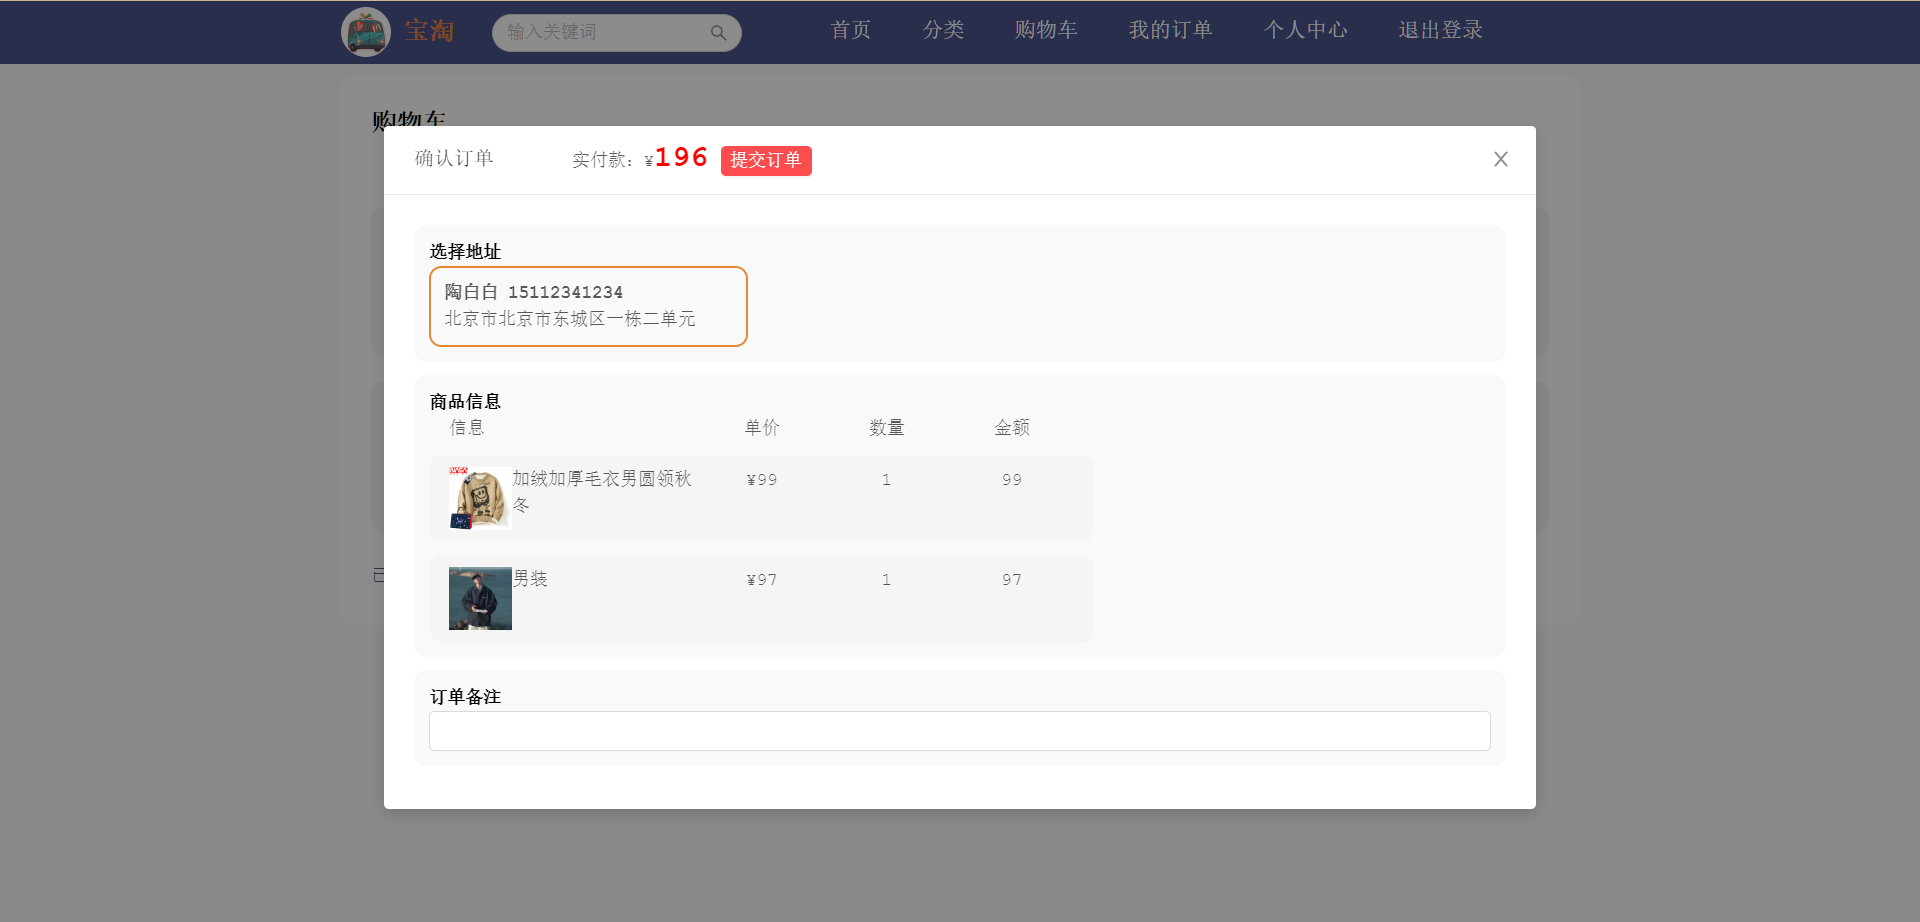 宝淘
输入关键词
首页 分类 购物车 我的订单 个人中心 退出登录
购物车
确认订单 实付款: ¥196 提交订单
选择地址
陶白白 15112341234
北京市北京市东城区一栋二单元
商品信息
信息 单价 数量 金额
NASA
加绒加厚毛衣男圆领秋 ¥99 1 99
冬
男装 ¥97 1 97
订单备注